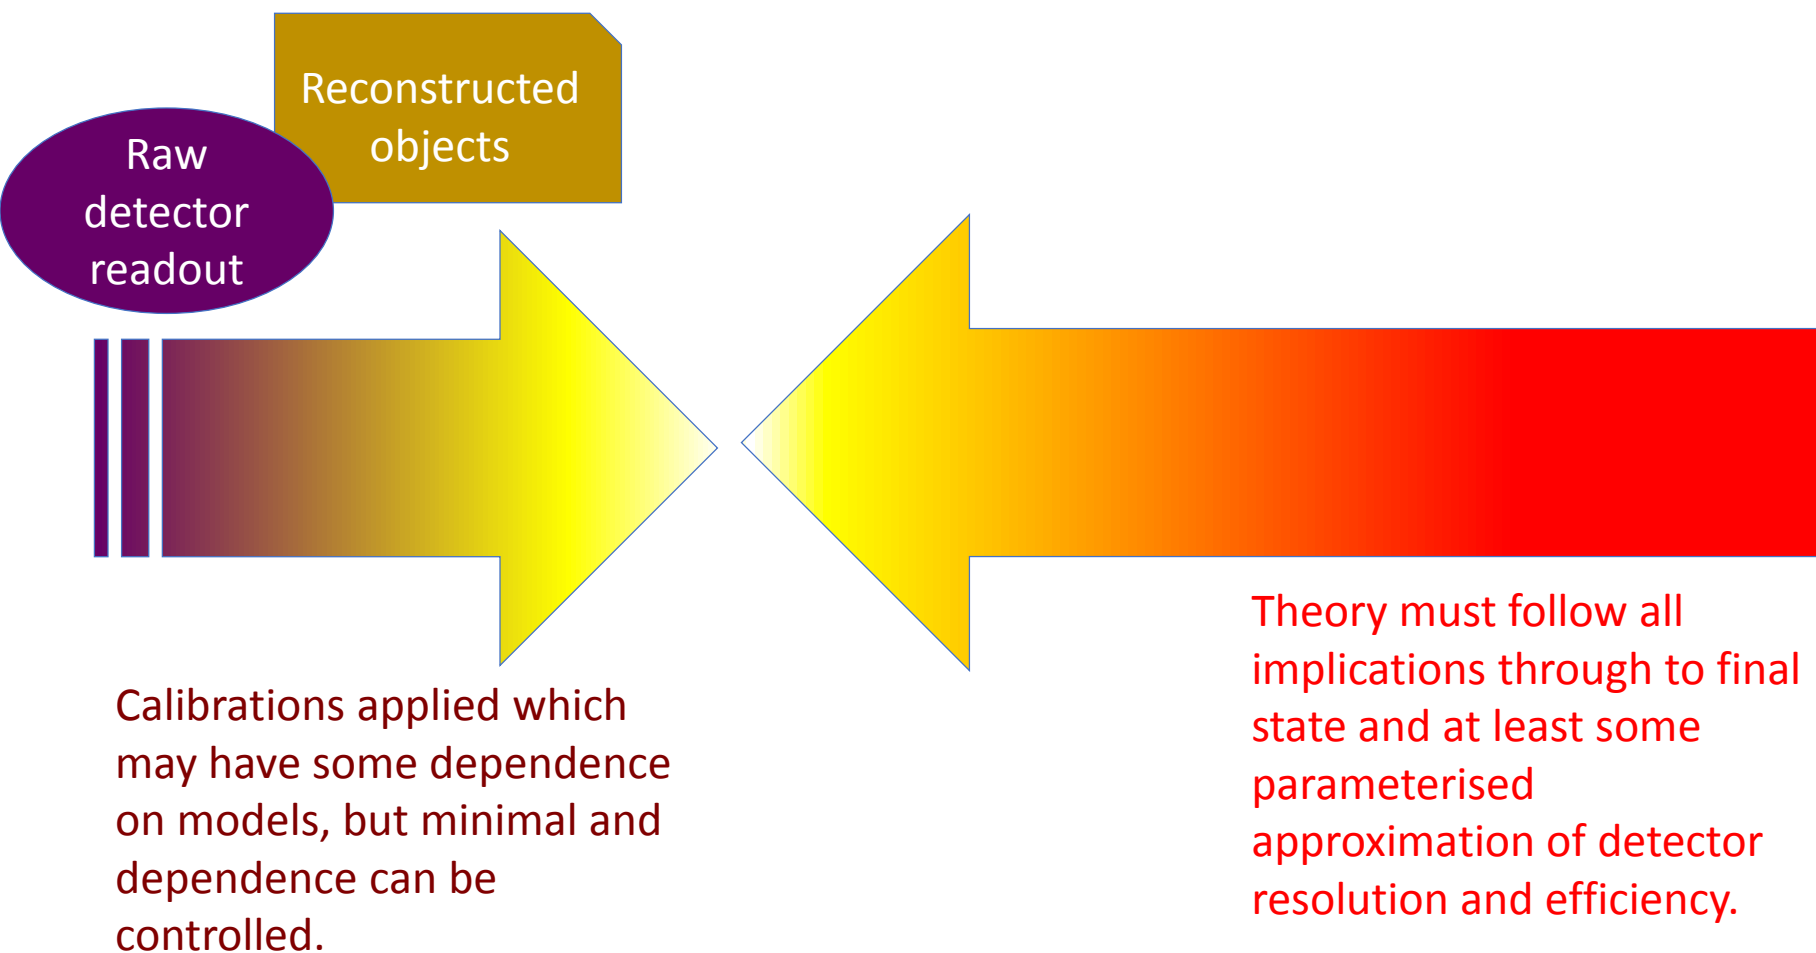 Reconstructed
objects
Raw
detector
readout
Calibrations applied which
may have some dependence
on models, but minimal and
dependence can be
controlled.
Theory must follow all
implications through to final
state and at least some
parameterised
approximation of detector
resolution and efficiency.